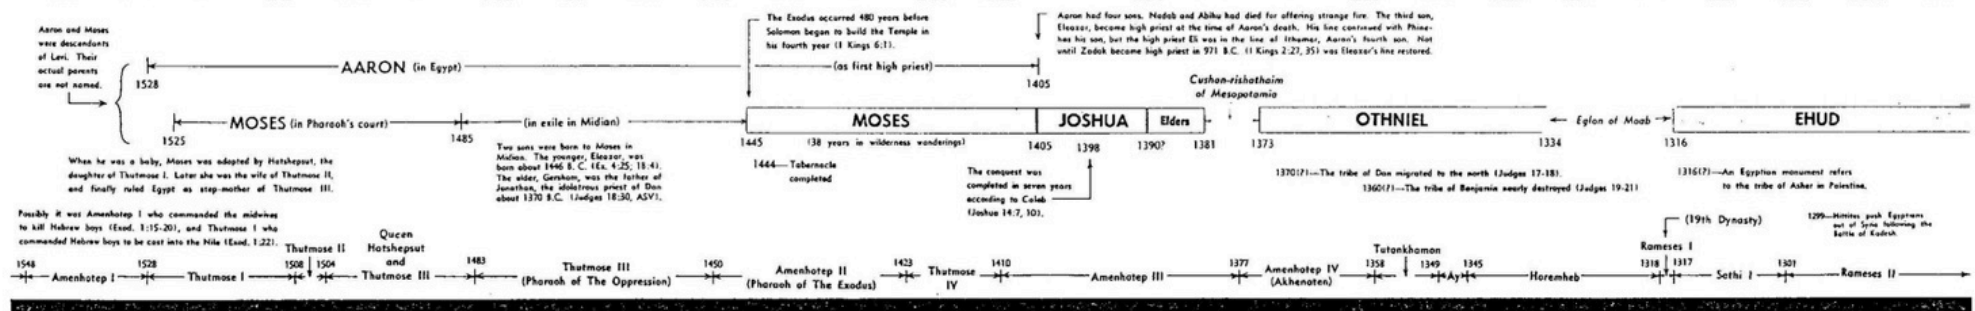 Aaron and Moses
were descendants
of Levi. Their
actual parents
are not named.
The Exodus occurred 480 years before
Solomon began to build the Temple in
his fourth year (I Kings 6:1).
Aaron had four sons. Nadab and Abihu had died for offering strange fire. The third son,
Eleazar, became high priest at the time of Aaron's death. His line continued with Phine-
has his son, but the high priest Eli was in the line of Ithamar, Aaron's fourth son. Not
until Zadok became high priest in 971 B.C. (I Kings 2:27, 35) was Eleazar's line restored.
AARON (in Egypt)
(as first high priest)
1528
1405
Cushan-rishathaim
of Mesopotamia
MOSES (in Pharaoh's court)
(in exile in Midian)
MOSES
JOSHUA
Elders
OTHNIEL
Eglon of Moab
EHUD
1525
1485
1445
(38 years in wilderness wanderings)
1405
1398
1390?
1381
1373
1334
1316
When he was a baby, Moses was adopted by Hatshepsut, the
daughter of Thutmose I. Later she was the wife of Thutmose II,
and finally ruled Egypt as step-mother of Thutmose III.
Two sons were born to Moses in
Midian. The younger, Eleazar, was
born about 1446 B.C. (Ex. 4:25; 18:4).
The elder, Gershom, was the father of
Jonathan, the idolatrous priest of Dan
about 1370 B.C. (Judges 18:30, ASV).
1444—Tabernacle
completed
The conquest was
completed in seven years
according to Caleb
(Joshua 14:7, 10).
1370(?)—The tribe of Dan migrated to the north (Judges 17-18).
1360(?)—The tribe of Benjamin nearly destroyed (Judges 19-21)
1316(?)—An Egyptian monument refers
to the tribe of Asher in Palestine.
Possibly it was Amenhotep I who commanded the midwives
to kill Hebrew boys (Exod. 1:15-20), and Thutmose I who
commanded Hebrew boys to be cast into the Nile (Exod. 1:22).
(19th Dynasty)
1299—Hittites push Egyptians
out of Syria following the
Battle of Kadesh.
1548
Amenhotep I
1528
Thutmose I
1508
Thutmose II
1504
Queen
Hatshepsut
and
Thutmose III
1483
Thutmose III
(Pharaoh of The Oppression)
1450
Amenhotep II
(Pharaoh of The Exodus)
1423
Thutmose
IV
1410
Amenhotep III
1377
Amenhotep IV
(Akhenaten)
1358
Tutankhamon
1349
Ay
1345
Haremheb
1318
Rameses I
1317
Sethi I
1301
Rameses II